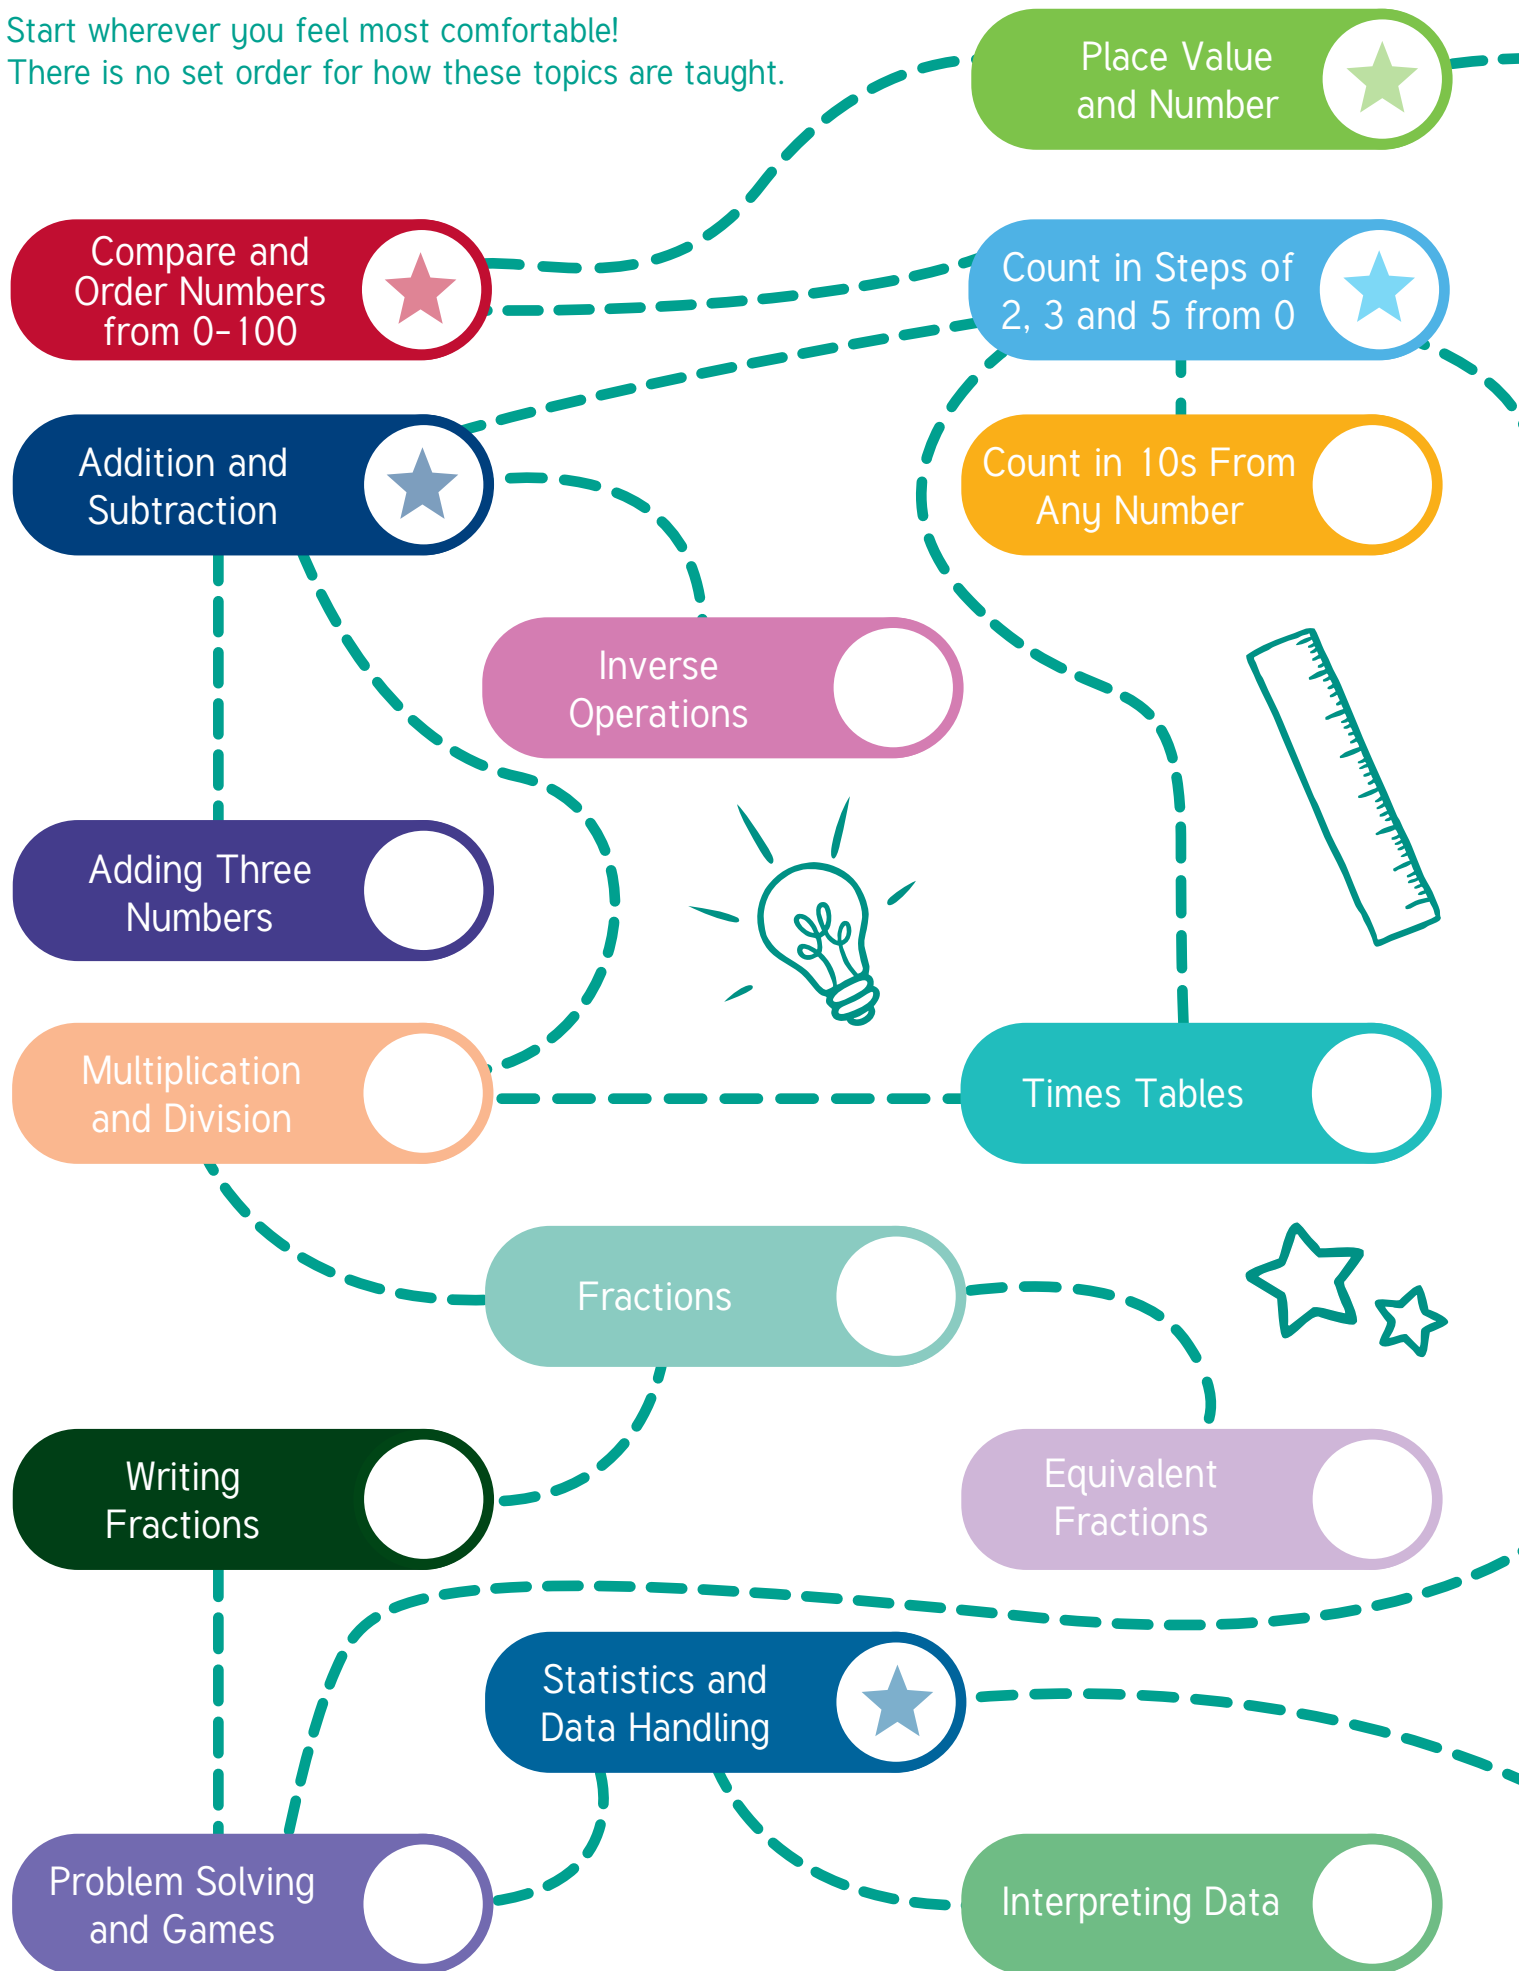 Start wherever you feel most comfortable!
There is no set order for how these topics are taught.
Place Value
and Number
Compare and
Order Numbers
from 0-100
Count in Steps of
2, 3 and 5 from 0
Addition and
Subtraction
Count in 10s From
Any Number
Inverse
Operations
Adding Three
Numbers
Multiplication
and Division
Times Tables
Fractions
Writing
Fractions
Equivalent
Fractions
Statistics and
Data Handling
Problem Solving
and Games
Interpreting Data